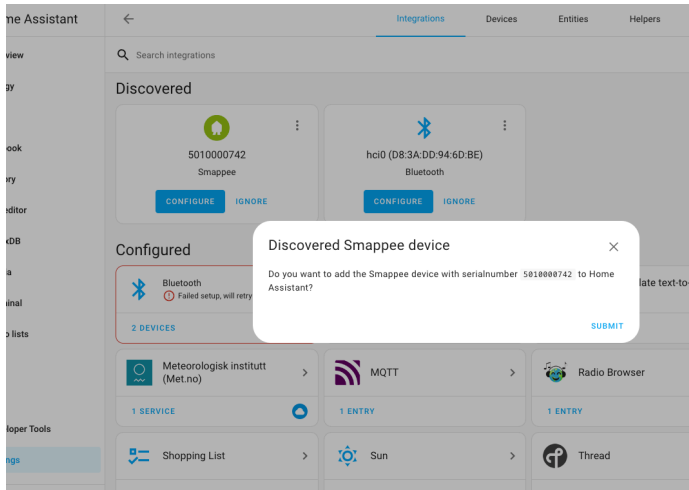 me Assistant
Integrations
Devices
Entities
Helpers
view
Search integrations
gy
Discovered
5010000742
Smappee
CONFIGURE
IGNORE
hci0 (D8:3A:DD:94:6D:BE)
Bluetooth
CONFIGURE
IGNORE
book
ory
editor
xDB
a
inal
o lists
loper Tools
ngs
Configured
Bluetooth
Failed setup, will retry
2 DEVICES
late text-to-
Discovered Smappee device
Do you want to add the Smappee device with serialnumber 5010000742 to Home
Assistant?
SUBMIT
Meteorologisk institutt
(Met.no)
1 SERVICE
MQTT
1 ENTRY
Radio Browser
1 ENTRY
Shopping List
Sun
Thread